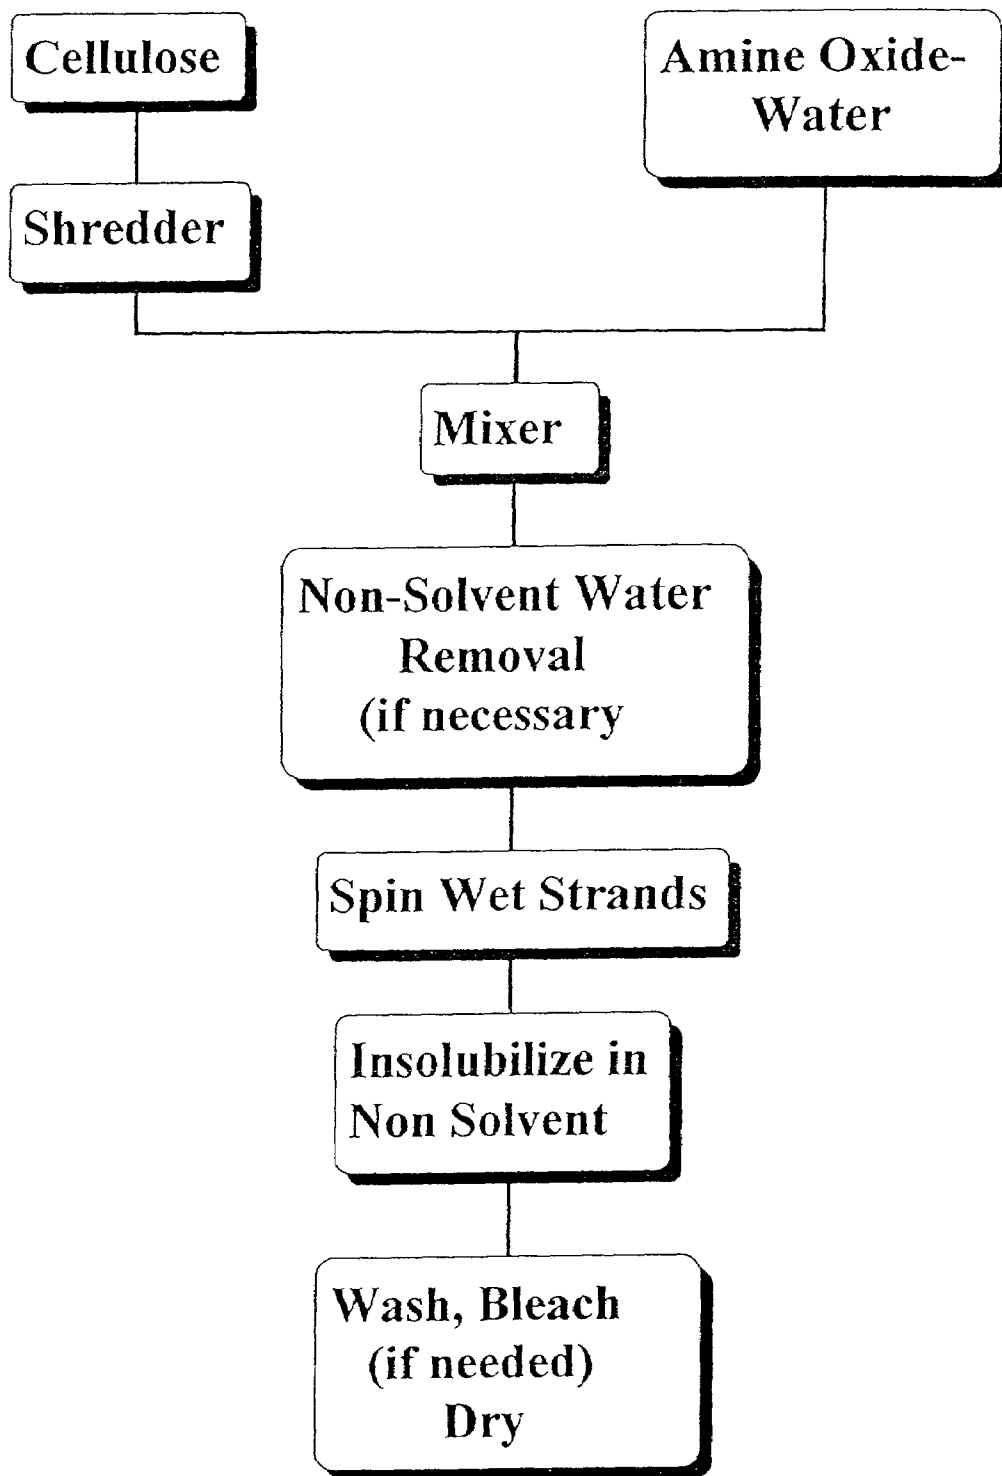 Cellulose
Amine Oxide-
Water
Shredder
Mixer
Non-Solvent Water
Removal
(if necessary
Spin Wet Strands
Insolubilize in
Non Solvent
Wash, Bleach
(if needed)
Dry